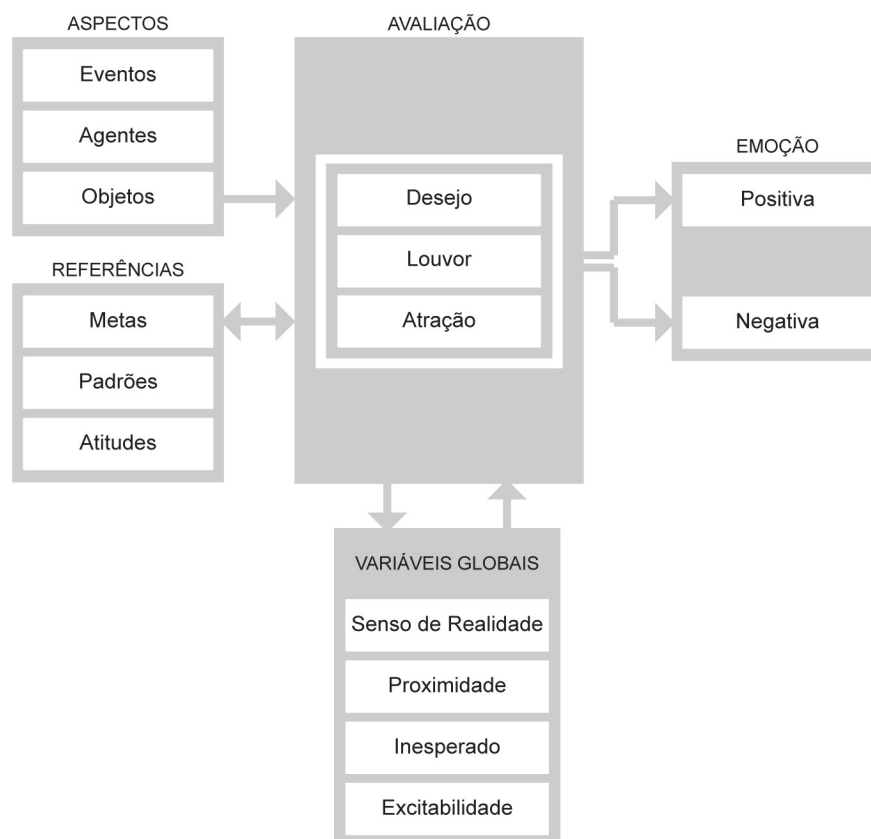 ASPECTOS
Eventos
Agentes
Objetos
REFERÊNCIAS
Metas
Padrões
Atitudes
AVALIAÇÃO
Desejo
Louvor
Atração
EMOÇÃO
Positiva
Negativa
VARIÁVEIS GLOBAIS
Senso de Realidade
Proximidade
Inesperado
Excitabilidade